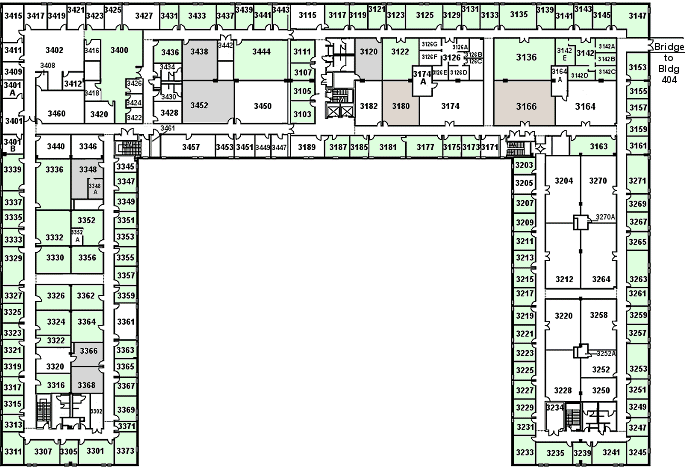 3415 3417 3419 3421 3423 3425 3427 3431 3433 3437 3439 3441 3443 3115 3117 3119 3121 3123 3125 3129 3131 3133 3135 3139 3141 3143 3145 3147
3411 3402 3416 3400 3436 3438 3442 3444 3111 3120 3122 3126G 3126A 3126 3126F 3126B 3126C 3136 3142 E 3142 3142A 3142B
Bridge
to
Bldg
404
3409 3408 3412 3434 3107 3174 A 3126E 3126D 3164 A 3142D 3142C 3153
3401 A 3418 3426 3430 3452 3450 3105 3155
3401 3460 3420 3424 3422 3428 3103 3182 3180 3174 3166 3164 3157
3461 3159
3401 B 3440 3346 3457 3453 3451 3449 3447 3189 3187 3185 3181 3177 3175 3173 3171 3163 3161
3339 3336 3348 3348 A 3345 3347 3203 3205 3204 3270 3271
3337 3349 3207 3269
3335 3352 3351 3209 3270A 3267
3333 3332 3352 A 3353 3211 3265
3329 3330 3356 3355 3213
3357 3215 3212 3264 3263
3327 3326 3362 3359 3217 3261
3325 3324 3364 3361 3219 3220 3258 3259
3323 3322 3221 3257
3321 3320 3366 3363 3223 3252A
3319 3365 3225 3252 3253
3317 3316 3368 3367 3227 3228 3250 3251
3315 3302 3369 3229 3234 3249
3313 3371 3231 3247
3311 3307 3305 3301 3373 3233 3235 3239 3241 3245